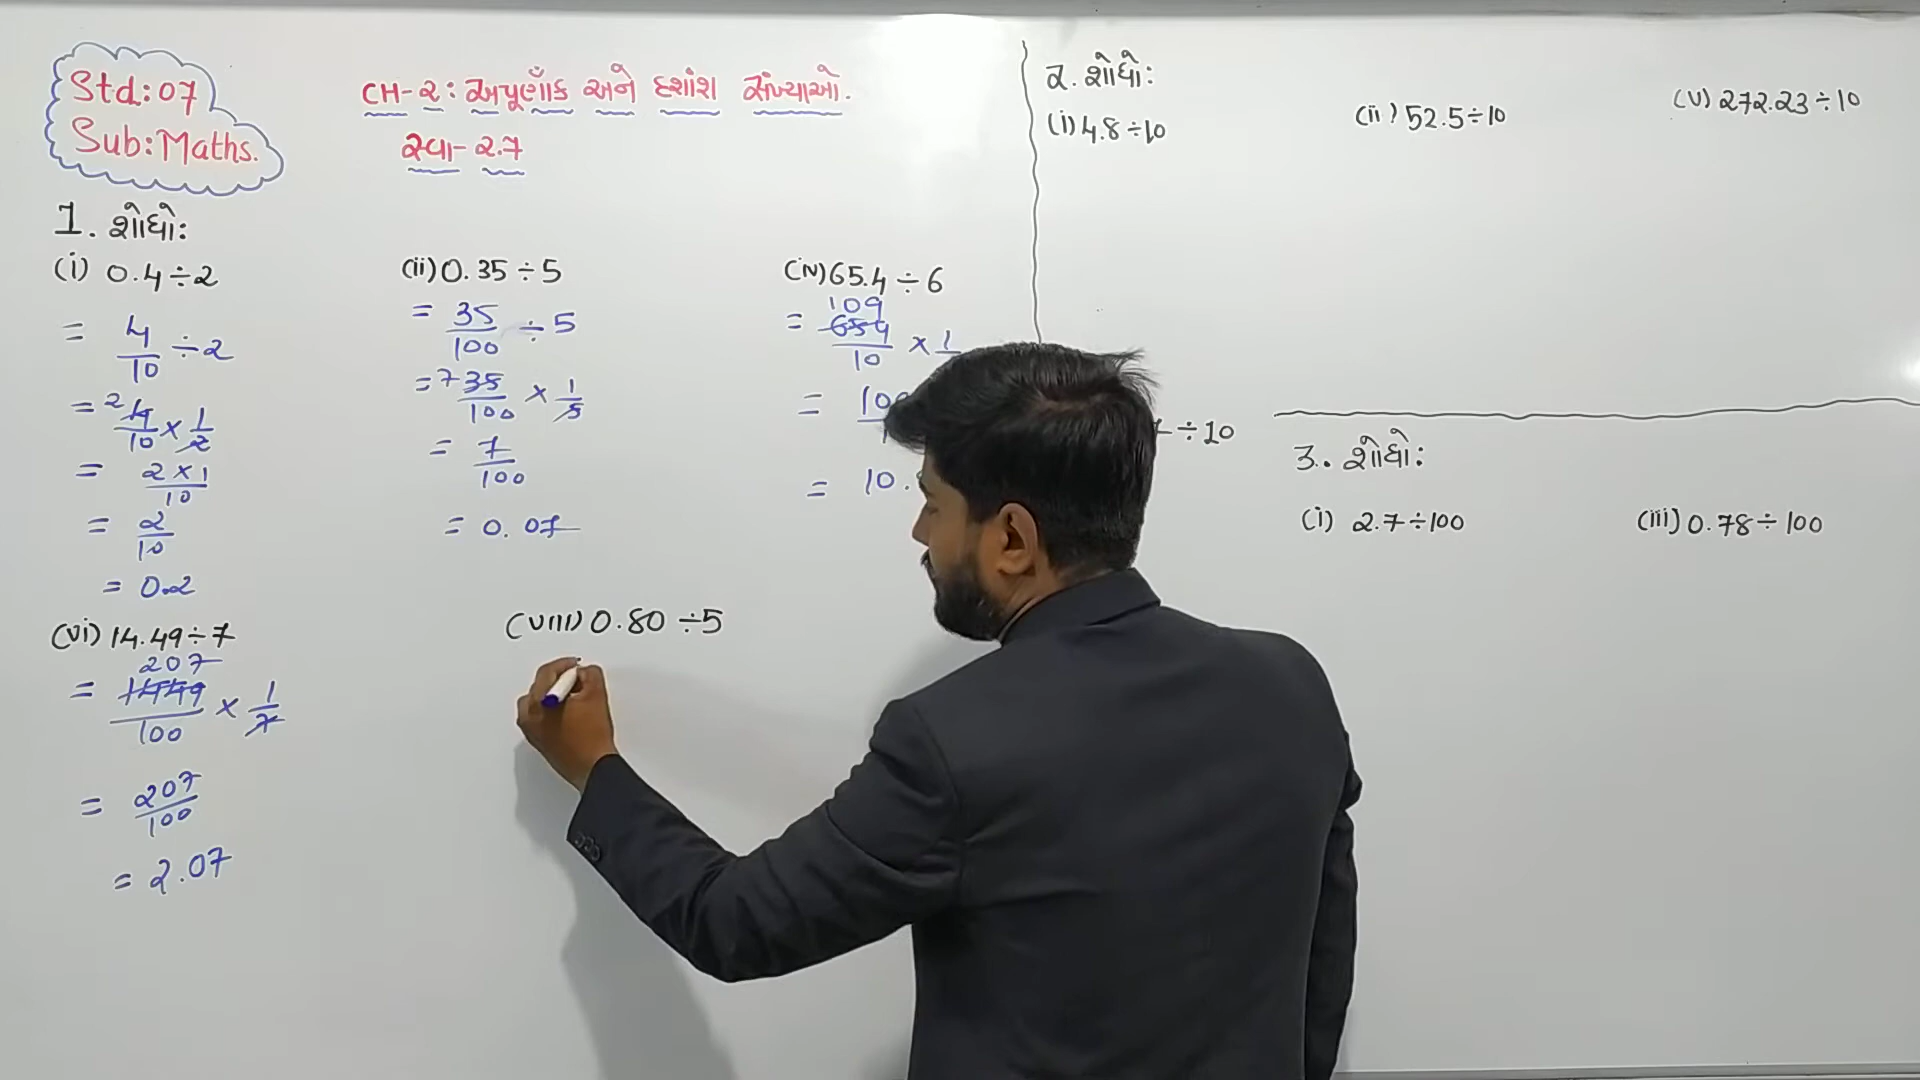 Std:07
Sub:Maths.
CH-૨: અપૂર્ણાંક અને દશાંશ સંખ્યાઓ.
સ્વા- ૨.૭
1. શોધો:
(i) 0.4÷2
= 4/10 ÷2
= 2 4/10 × 1/2
= 2×1/10
= 2/10
= 0.2
(ii) 0.35÷5
= 35/100 ÷5
= 7 35/100 × 1/5
= 7/100
= 0.07
(iv) 65.4÷6
109
= 654/10 × 1
=
= 10.
(vi) 14.49÷7
207
= 1449/100 × 1/7
= 207/100
= 2.07
(viii) 0.80÷5
૨. શોધો:
(i) 4.8÷10
(ii) 52.5÷10
(v) 272.23÷10
÷10
3. શોધો:
(i) 2.7÷100
(iii) 0.78÷100